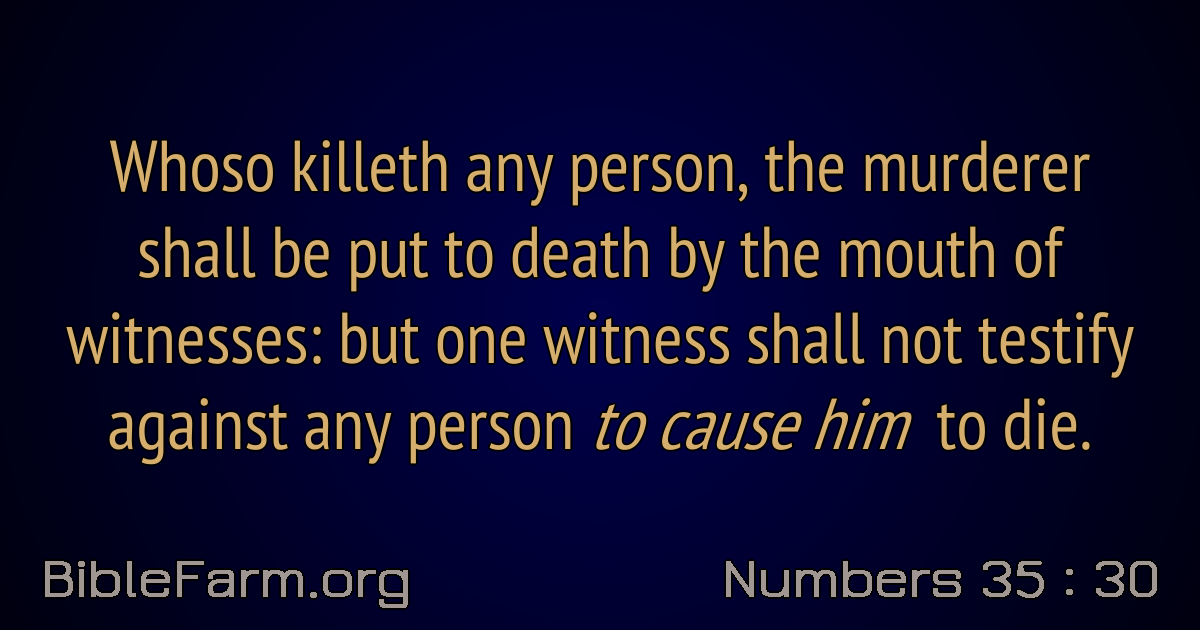 Whoso killeth any person, the murderer
shall be put to death by the mouth of
witnesses: but one witness shall not testify
against any person to cause him to die.
BibleFarm.org
Numbers 35 : 30